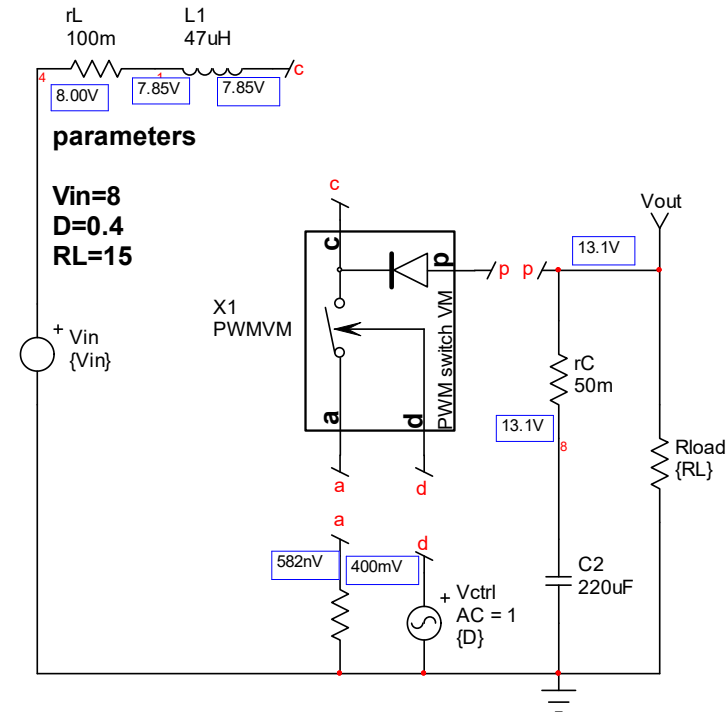 rL
100m
L1
47uH
4
1
c
8.00V
7.85V
7.85V
parameters
Vin=8
D=0.4
RL=15
c
Vout
13.1V
c
p
p
p
X1
PWMVM
PWM switch VM
a
d
rC
50m
Vin
{Vin}
13.1V
8
Rload
{RL}
a
d
a
d
582nV
400mV
Vctrl
AC = 1
{D}
C2
220uF